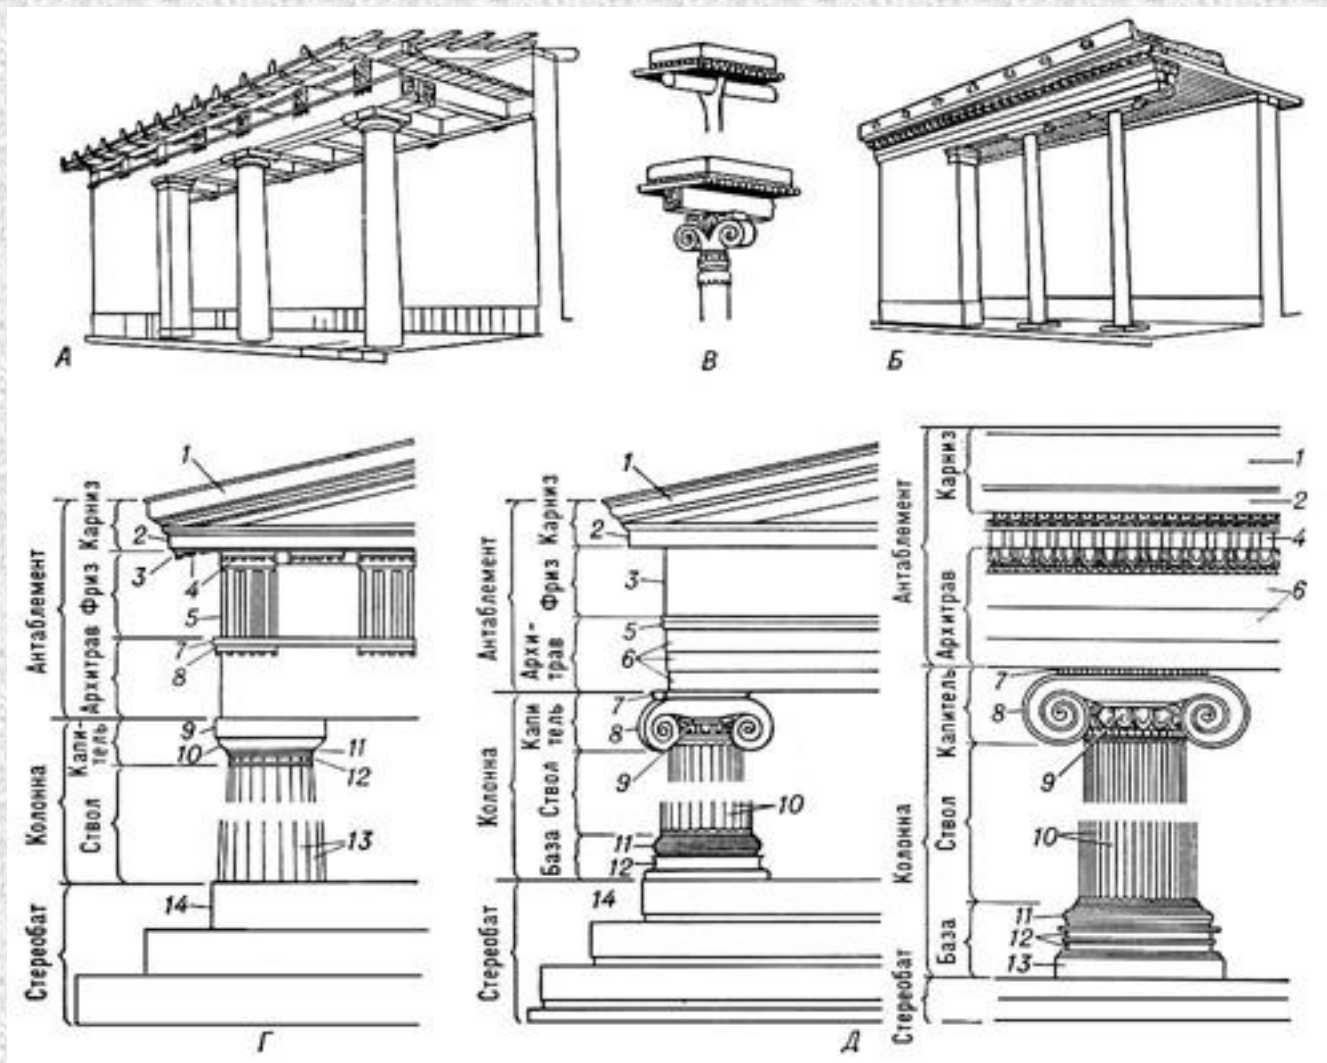 А
В
Б
Антаблемент
Карниз
Фриз
Архитрав
Колонна
Капи-
тель
Ствол
Стереобат
1
2
3
4
5
7
8
9
10
11
12
13
14
Г
Антаблемент
Карниз
Фриз
Архи-
трав
Колонна
Капи
тель
Ствол
База
Стереобат
1
2
3
5
6
7
8
9
10
11
12
14
Д
Антаблемент
Карниз
Архитрав
Колонна
Капитель
Ствол
База
Стереобат
1
2
4
6
7
8
9
10
11
12
13